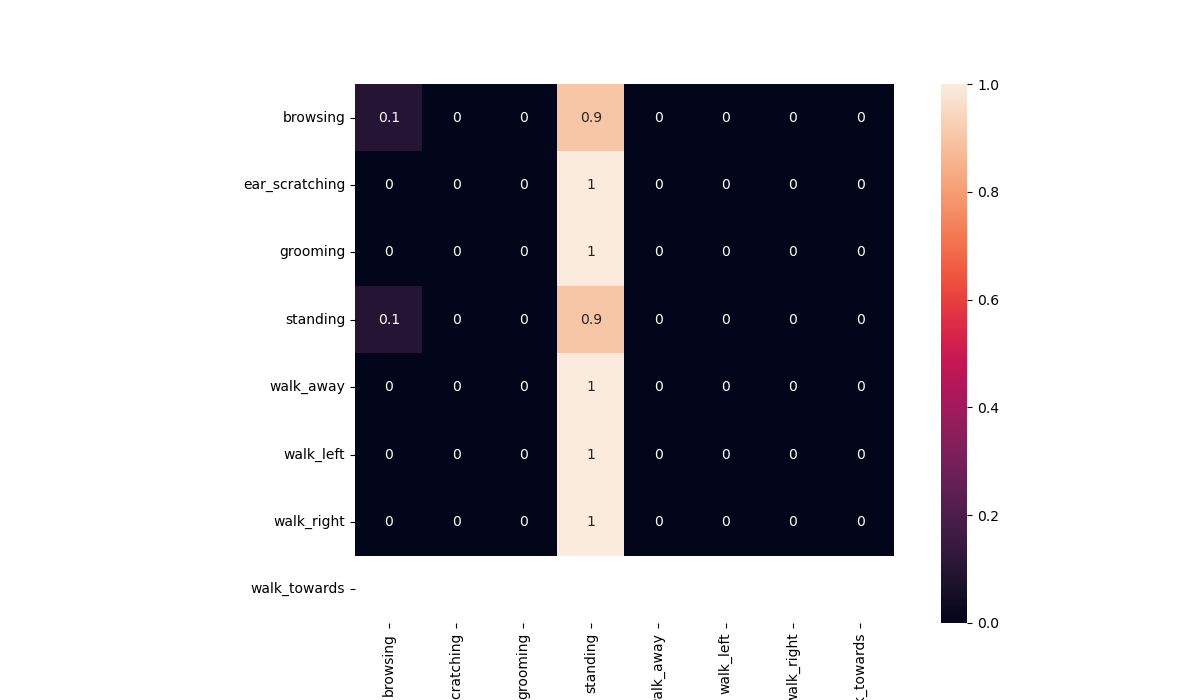 browsing 0.1 0 0 0.9 0 0 0 0 1.0
ear_scratching 0 0 0 1 0 0 0 0 0.8
grooming 0 0 0 1 0 0 0 0
standing 0.1 0 0 0.9 0 0 0 0 0.6
walk_away 0 0 0 1 0 0 0 0 0.4
walk_left 0 0 0 1 0 0 0 0
walk_right 0 0 0 1 0 0 0 0 0.2
walk_towards 0.0
browsing
cratching
grooming
standing
alk_away
walk_left
walk_right
_towards